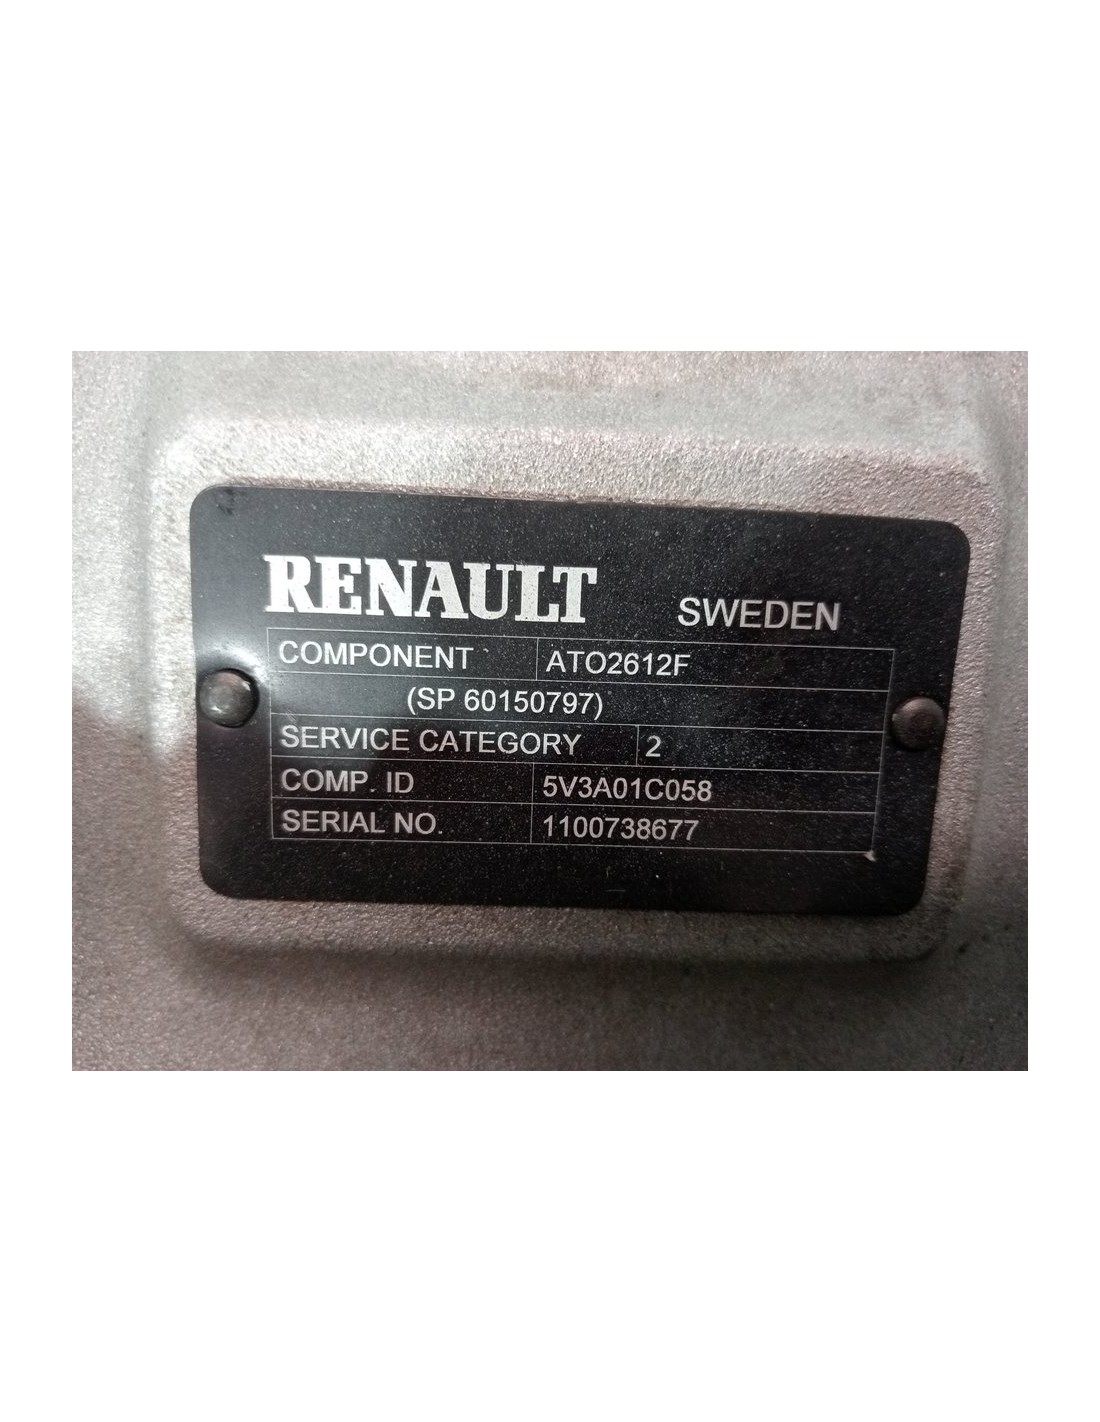 RENAULT SWEDEN
COMPONENT ATO2612F
(SP 60150797)
SERVICE CATEGORY 2
COMP. ID 5V3A01C058
SERIAL NO. 1100738677